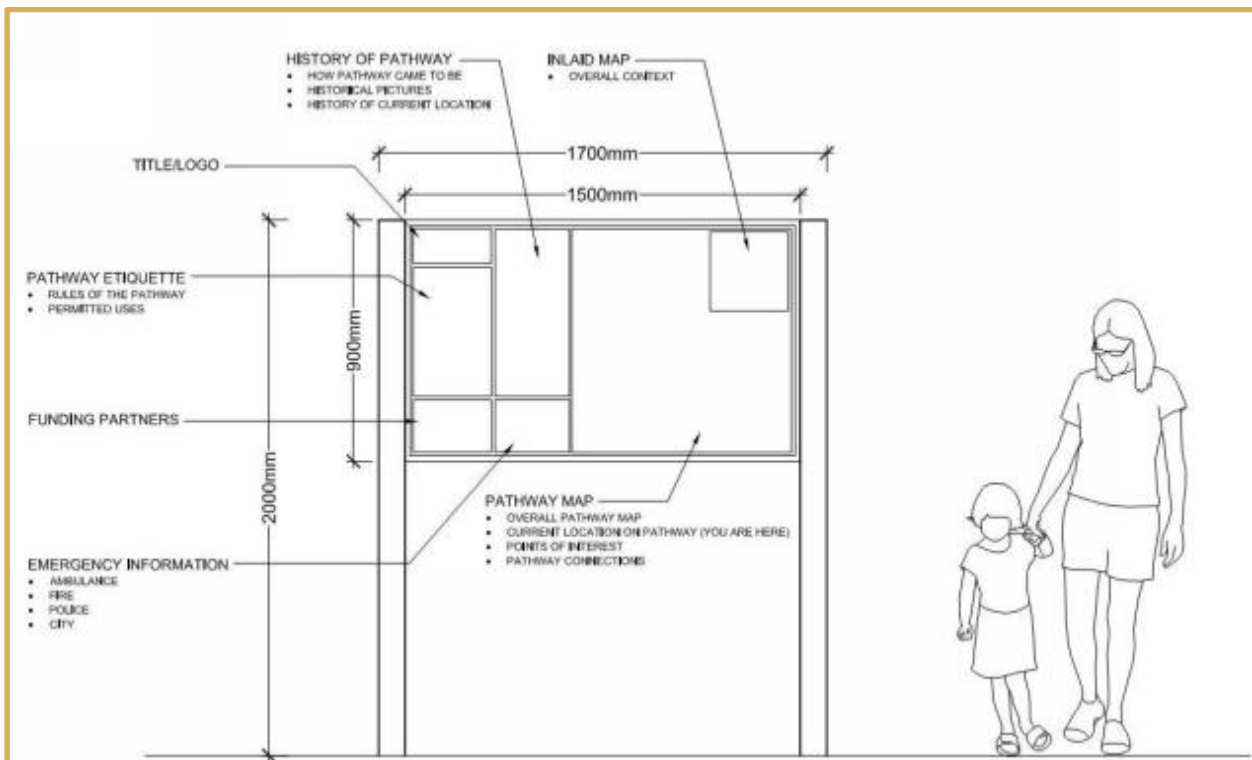 HISTORY OF PATHWAY
• HOW PATHWAY CAME TO BE
• HISTORICAL PICTURES
• HISTORY OF CURRENT LOCATION
INLAID MAP
• OVERALL CONTEXT
1700mm
TITLE/LOGO
1500mm
PATHWAY ETIQUETTE
• RULES OF THE PATHWAY
• PERMITTED USES
900mm
FUNDING PARTNERS
2000mm
PATHWAY MAP
• OVERALL PATHWAY MAP
• CURRENT LOCATION ON PATHWAY (YOU ARE HERE)
• POINTS OF INTEREST
• PATHWAY CONNECTIONS
EMERGENCY INFORMATION
• AMBULANCE
• FIRE
• POLICE
• CITY